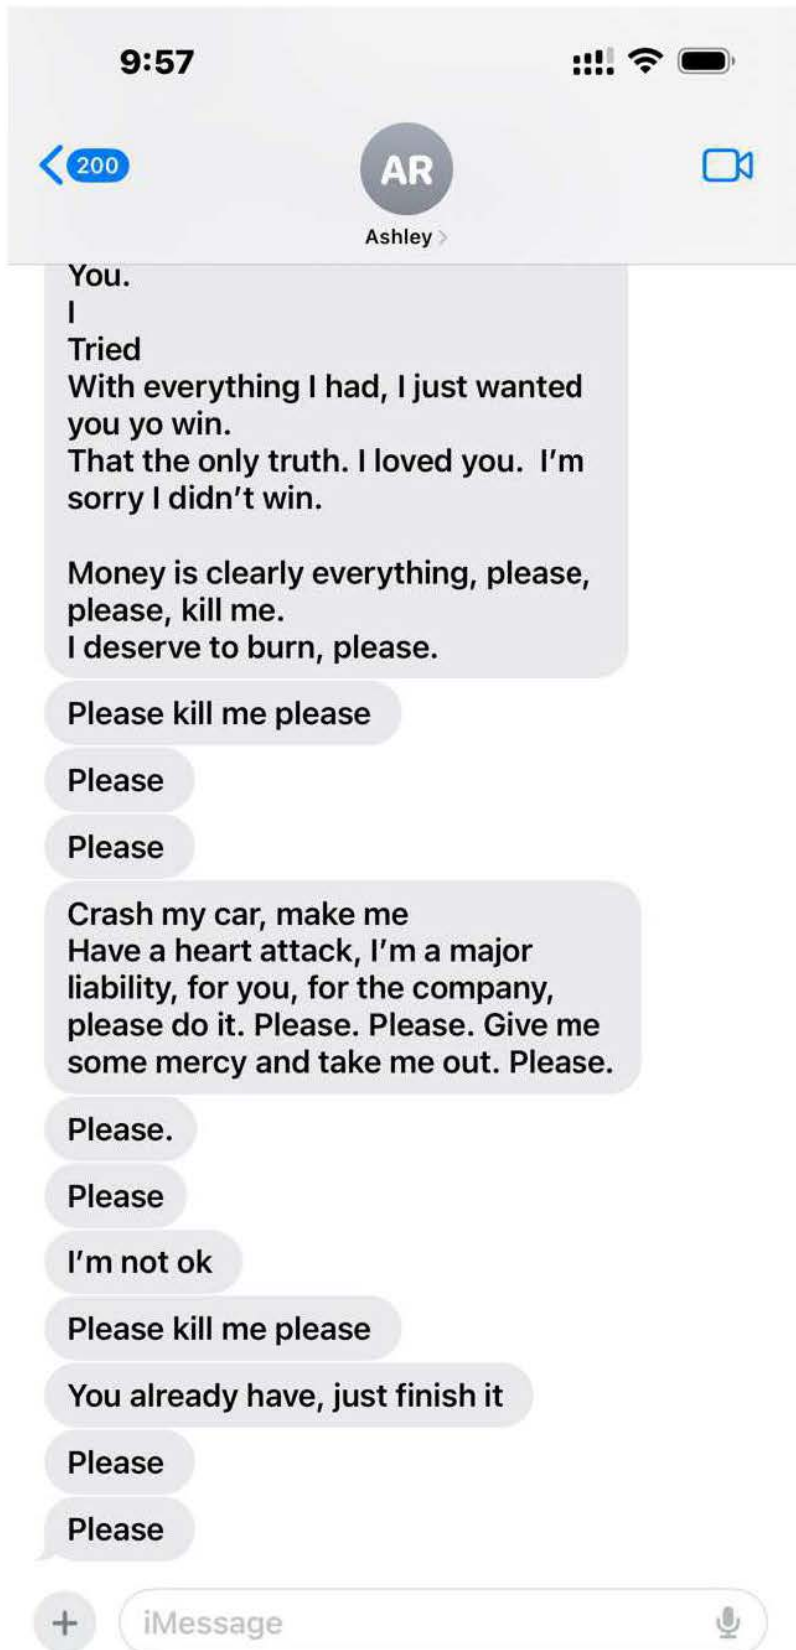 9:57
200
AR
Ashley
You.
I
Tried
With everything I had, I just wanted
you yo win.
That the only truth. I loved you.  I'm
sorry I didn't win.

Money is clearly everything, please,
please, kill me.
I deserve to burn, please.
Please kill me please
Please
Please
Crash my car, make me
Have a heart attack, I'm a major
liability, for you, for the company,
please do it. Please. Please. Give me
some mercy and take me out. Please.
Please.
Please
I'm not ok
Please kill me please
You already have, just finish it
Please
Please
iMessage